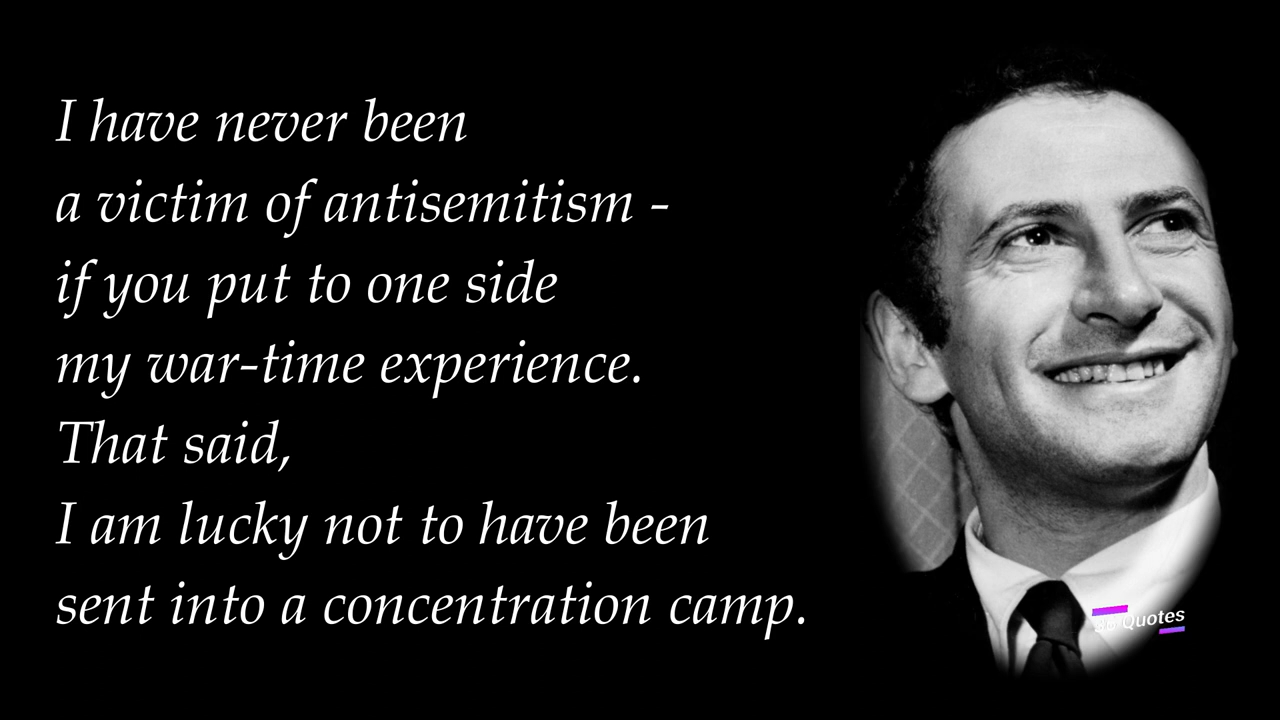 I have never been
a victim of antisemitism -
if you put to one side
my war-time experience.
That said,
I am lucky not to have been
sent into a concentration camp.
Quotes